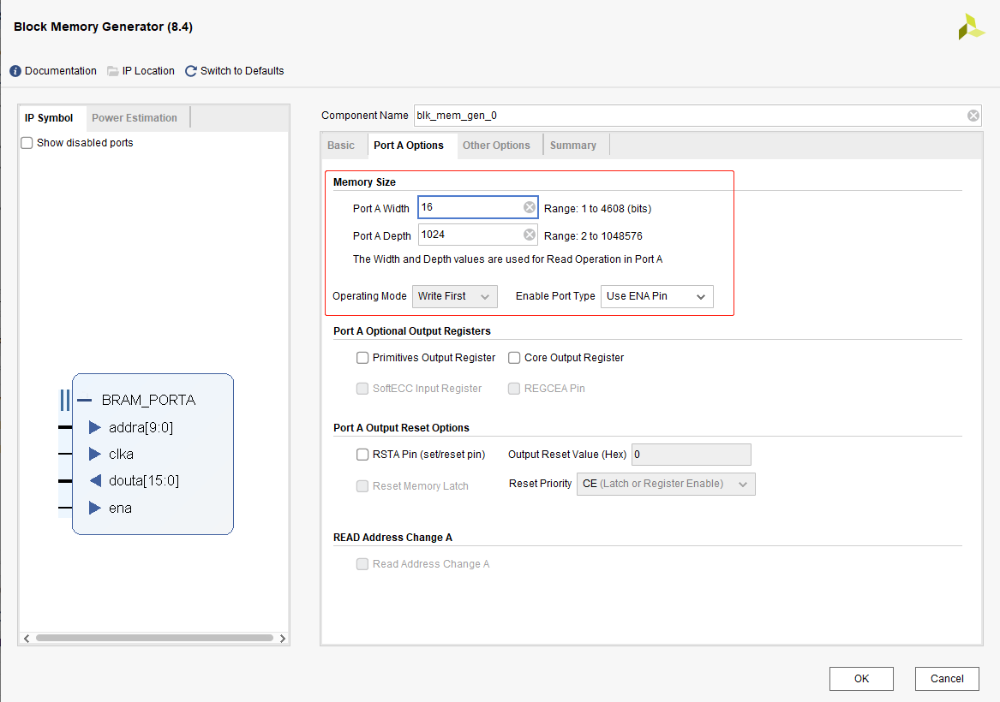 Block Memory Generator (8.4)
Documentation IP Location Switch to Defaults
IP Symbol Power Estimation
Show disabled ports
BRAM_PORTA
addra[9:0]
clka
douta[15:0]
ena
Component Name blk_mem_gen_0
Basic Port A Options Other Options Summary
Memory Size
Port A Width 16 Range: 1 to 4608 (bits)
Port A Depth 1024 Range: 2 to 1048576
The Width and Depth values are used for Read Operation in Port A
Operating Mode Write First Enable Port Type Use ENA Pin
Port A Optional Output Registers
Primitives Output Register Core Output Register
SoftECC Input Register REGCEA Pin
Port A Output Reset Options
RSTA Pin (set/reset pin) Output Reset Value (Hex) 0
Reset Memory Latch Reset Priority CE (Latch or Register Enable)
READ Address Change A
Read Address Change A
OK Cancel